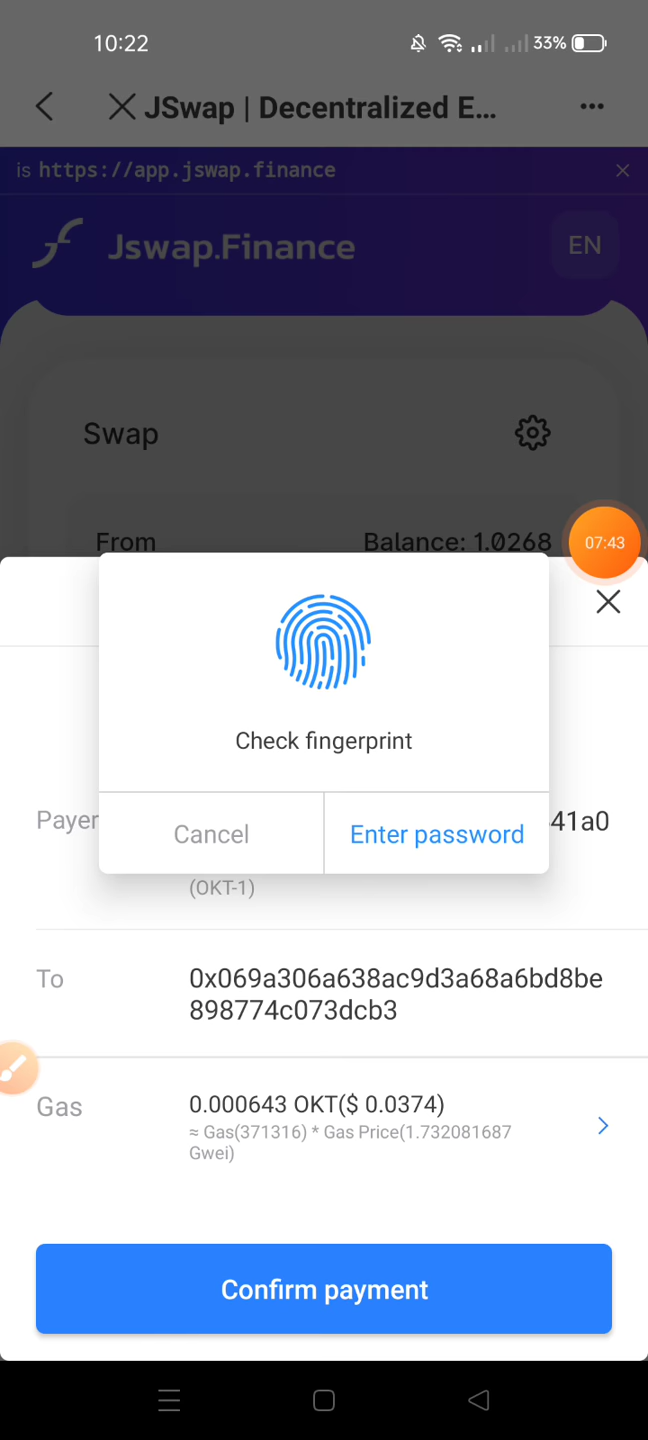 10:22
33%
JSwap | Decentralized E...
is https://app.jswap.finance
Jswap.Finance
EN
Swap
From
Balance: 1.0268
07:43
Check fingerprint
Payer
41a0
Cancel
Enter password
(OKT-1)
To
0x069a306a638ac9d3a68a6bd8be
898774c073dcb3
Gas
0.000643 OKT($ 0.0374)
≈ Gas(371316) * Gas Price(1.732081687
Gwei)
Confirm payment